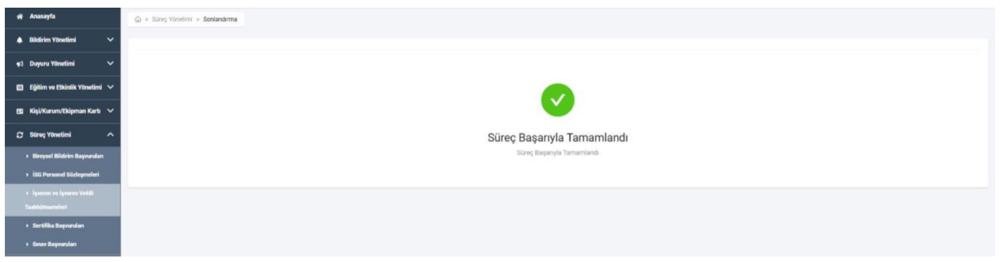 Anasayfa
Bildirim Yönetimi
Duyuru Yönetimi
Eğitim ve Etkinlik Yönetimi
Kişi/Kurum/Ekipman Kartı
Süreç Yönetimi
Bireysel Bildirim Başvuruları
İSG Personel Sözleşmeleri
İşveren ve İşveren Vekili
Taahhütnameleri
Sertifika Başvuruları
Sınav Başvuruları
> Süreç Yönetimi > Sonlandırma
Süreç Başarıyla Tamamlandı
Süreç Başarıyla Tamamlandı